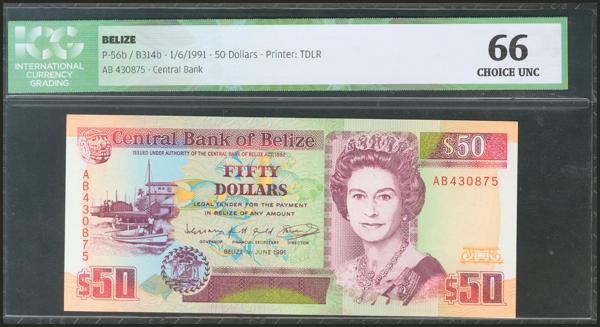 ICG
INTERNATIONAL
CURRENCY
GRADING
BELIZE
P-56b / B314b - 1/6/1991 - 50 Dollars - Printer: TDLR
AB 430875 - Central Bank
66
CHOICE UNC
Central Bank of Belize
ISSUED UNDER AUTHORITY OF THE CENTRAL BANK OF BELIZE ACT 1982
$50
FIFTY
DOLLARS
AB430875
AB430875
LEGAL TENDER FOR THE PAYMENT
IN BELIZE OF ANY AMOUNT
GOVERNOR FINANCIAL SECRETARY DIRECTOR
BELIZE JUNE 1991
$50
$50